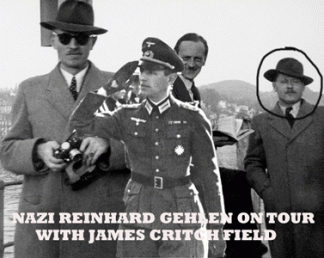 NAZI REINHARD GEHLEN ON TOUR
WITH JAMES CRITCH FIELD